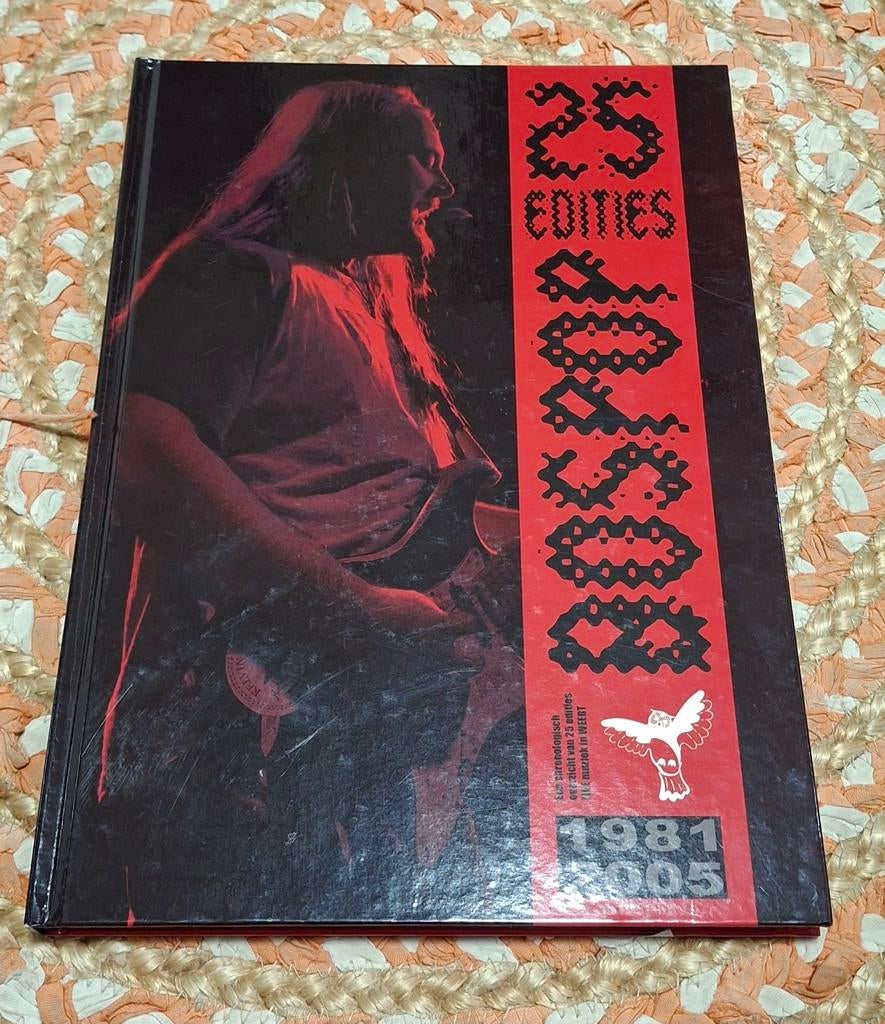 BOSPOP 25
EDITIES
Een chronologisch
overzicht van 25 edities
LIVE muziek in WEERT
1981
2005